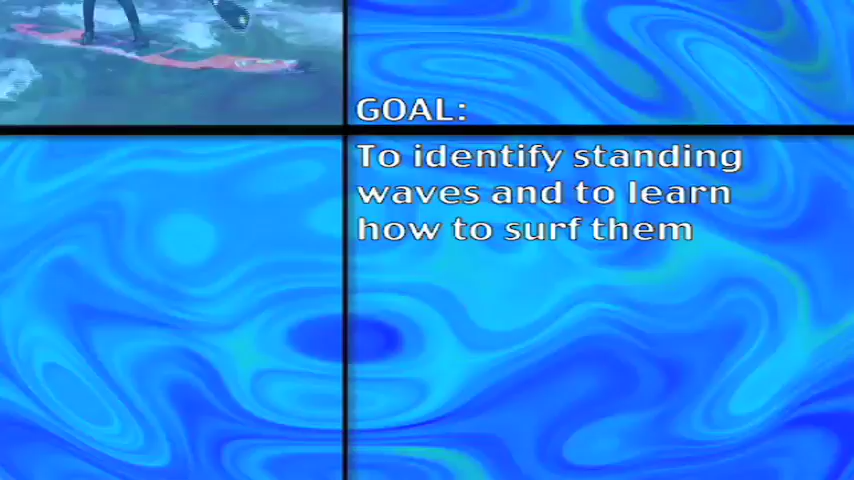 GOAL:
To identify standing
waves and to learn
how to surf them